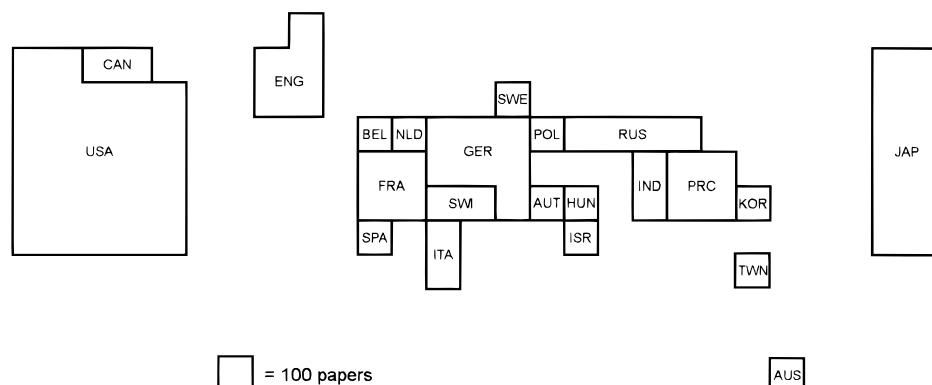 CAN
ENG
SWE
USA
BEL NLD GER POL RUS JAP
FRA SWI AUT HUN IND PRC KOR
SPA ITA ISR
TWN
= 100 papers
AUS